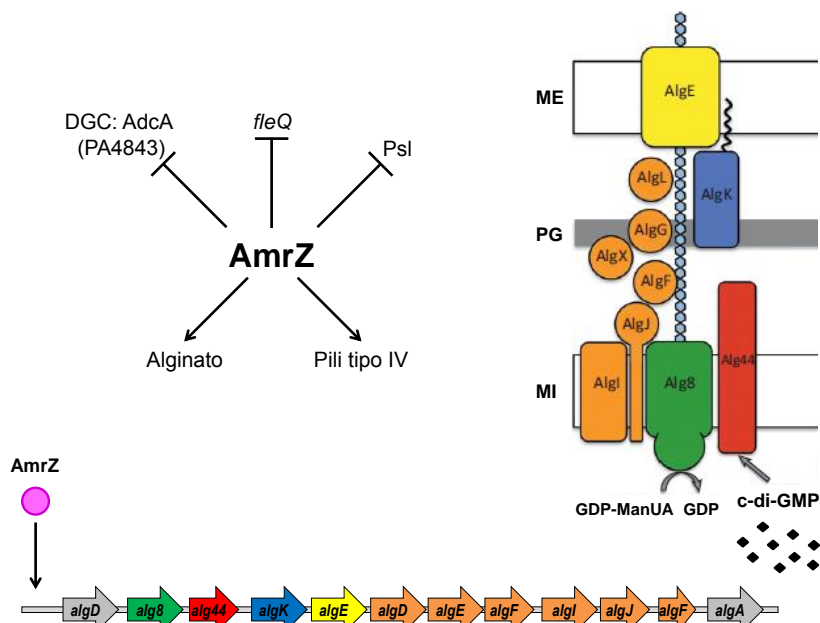 DGC: AdcA
(PA4843)
fleQ
Psl
AmrZ
Alginato
Pili tipo IV
ME
AlgE
AlgL
AlgK
PG
AlgG
AlgX
AlgF
AlgJ
MI
AlgI
Alg8
Alg44
GDP-ManUA GDP
c-di-GMP
AmrZ
algD alg8 alg44 algK algE algD algE algF algI algJ algF algA